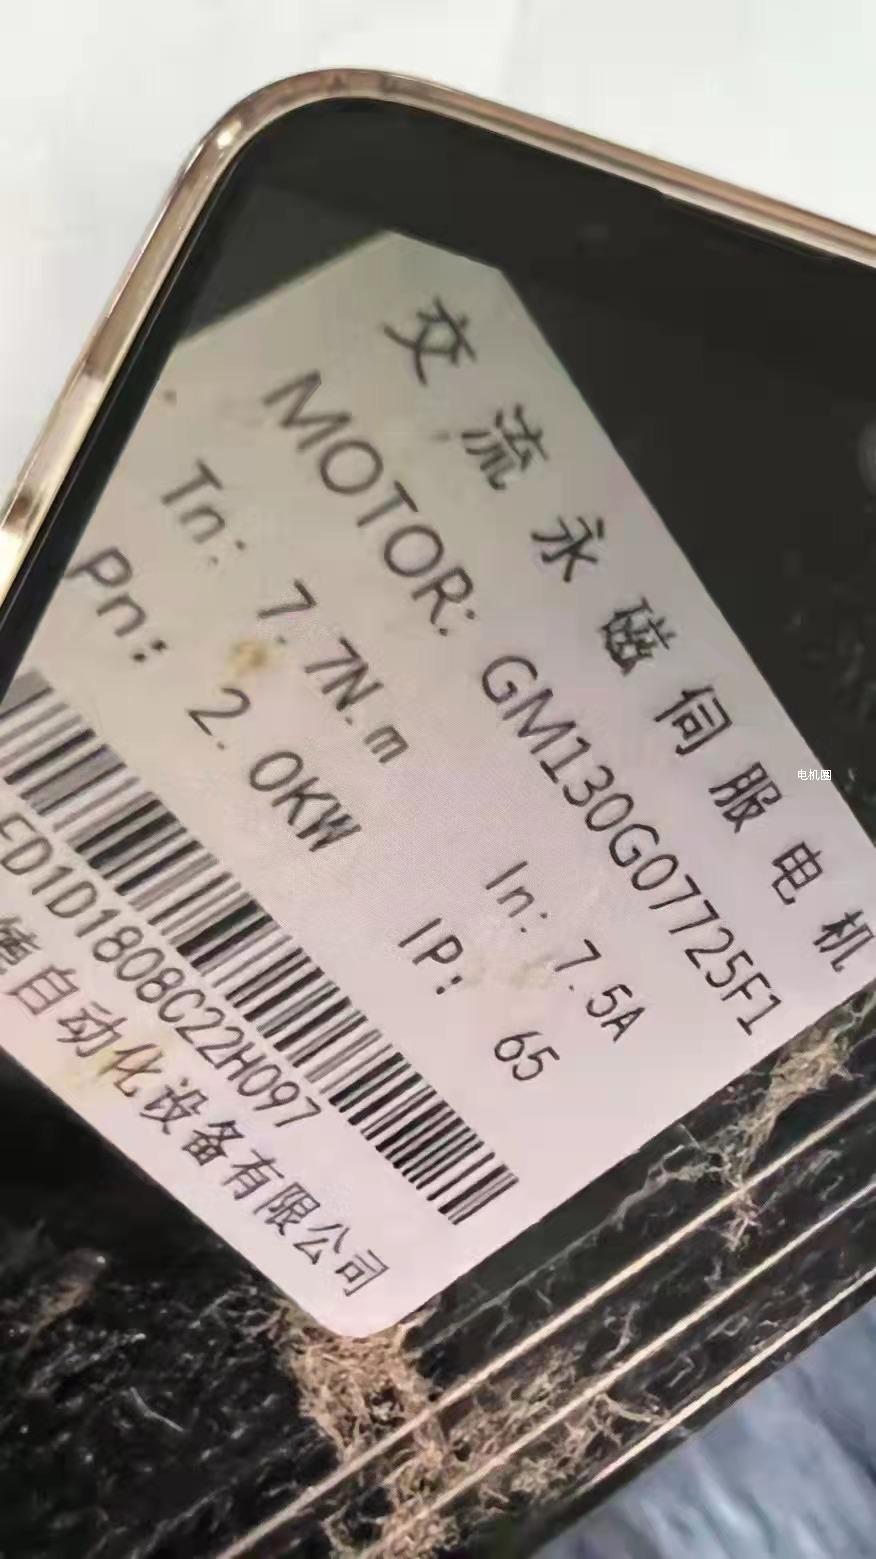 交流永磁伺服电机
MOTOR: GM130G07725F1
Tn: 7.7N.m In: 7.5A
Pn: 2.0KW IP: 65
ED1D1808C22H097
德自动化设备有限公司
电机圈